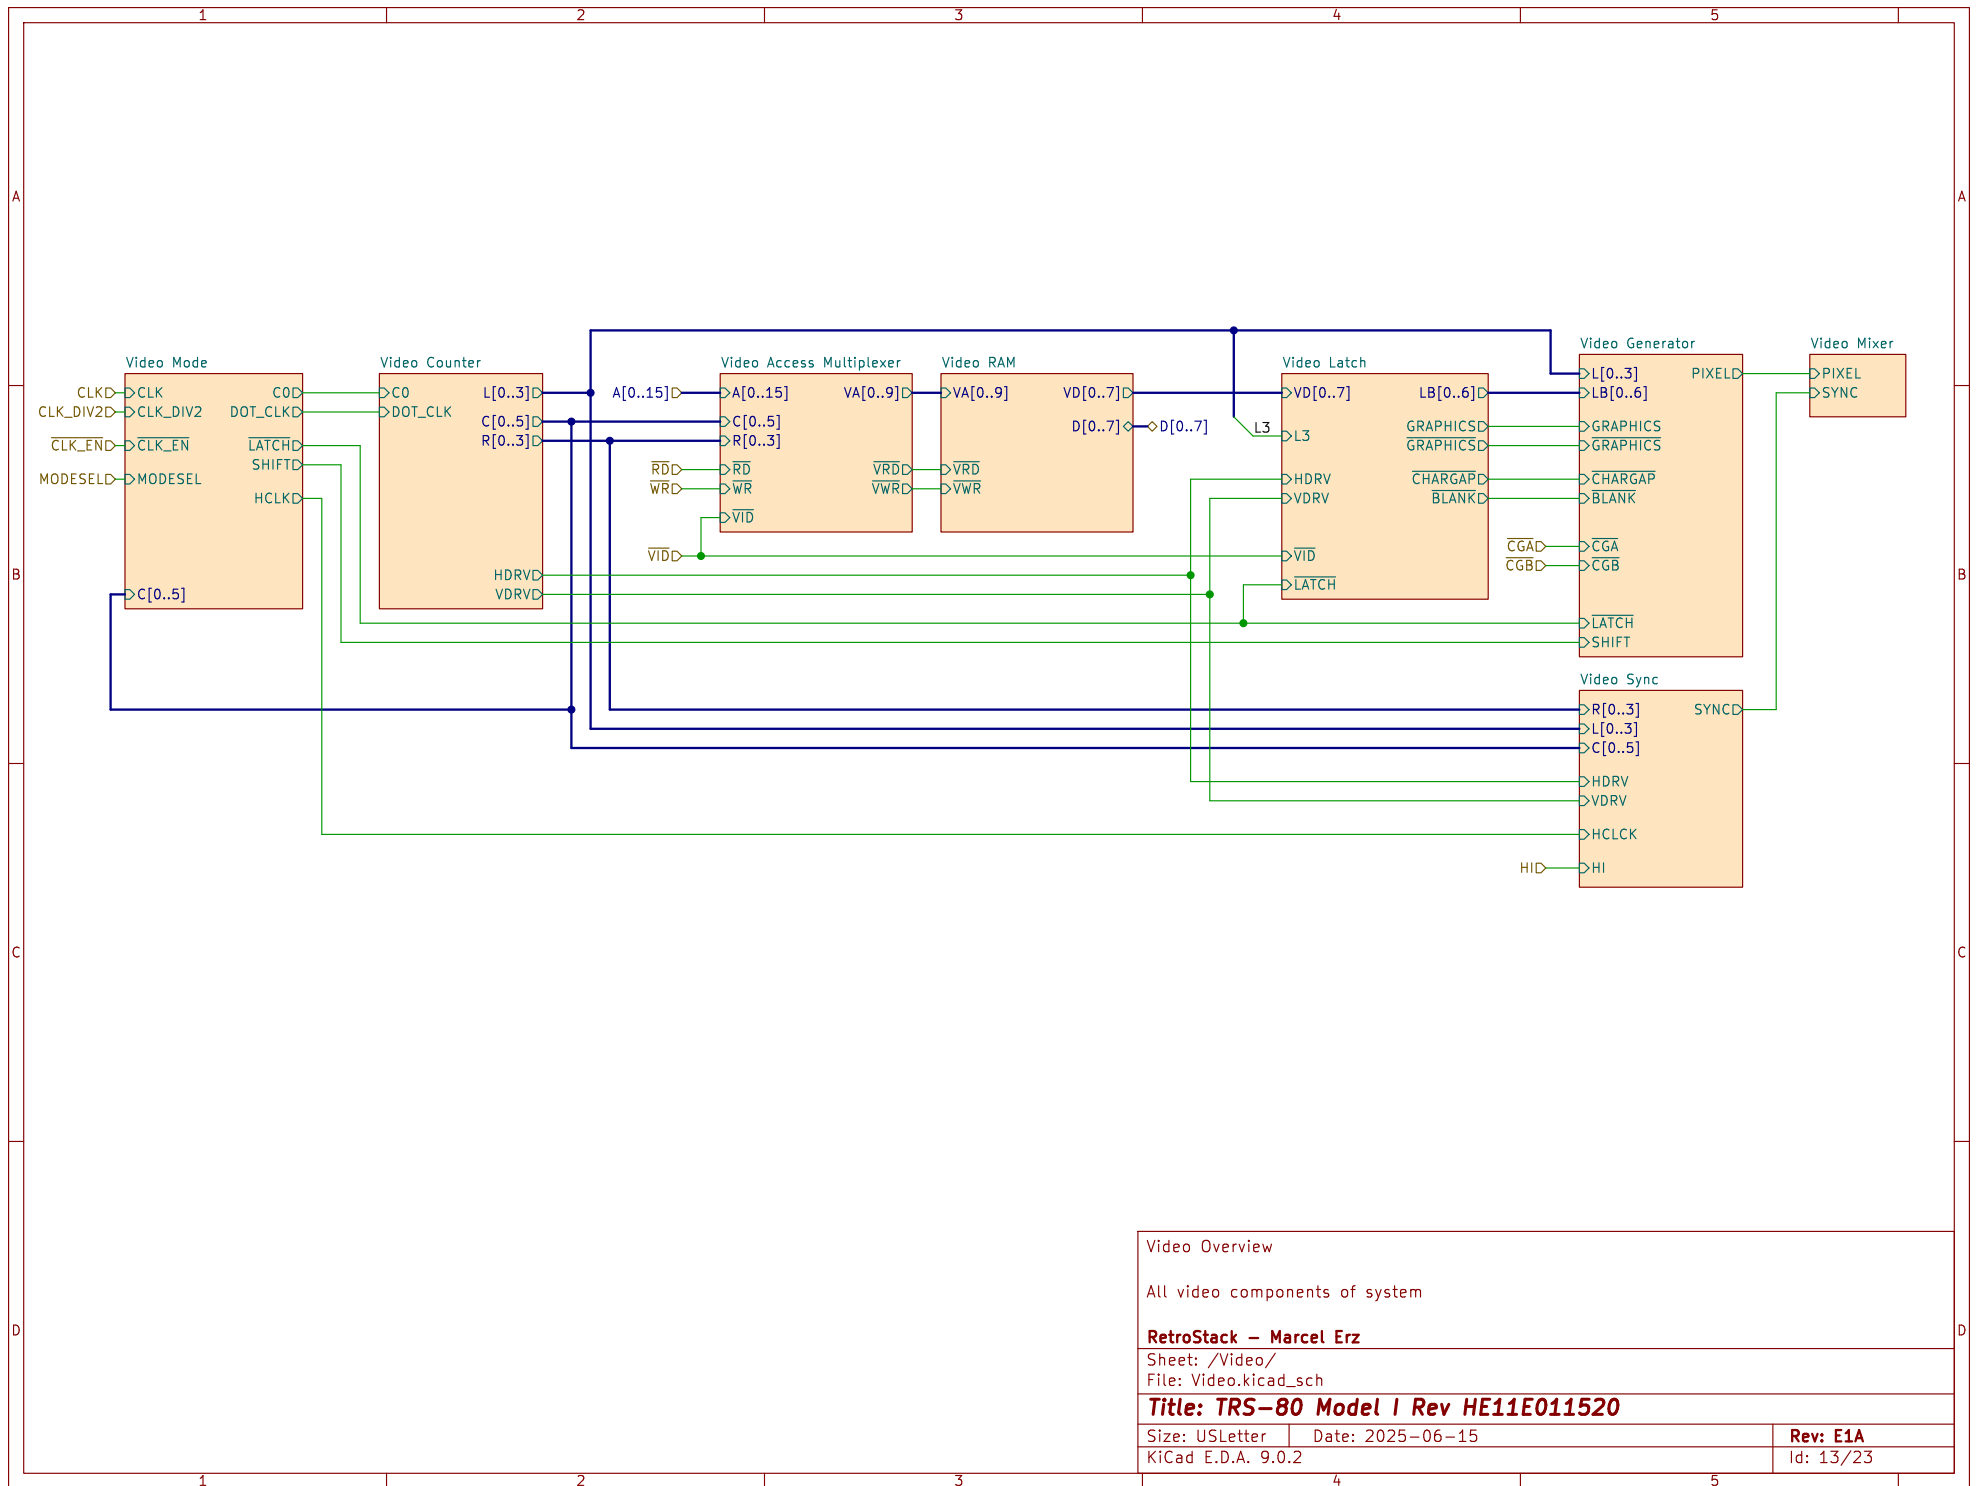 1 2 3 4 5
A A
B B
C C
D D
1 2 3 4 5
Video Mode
CLK CLK C0
CLK_DIV2 CLK_DIV2 DOT_CLK
CLK_EN CLK_EN LATCH
SHIFT
MODESEL MODESEL
HCLK
C[0..5]
Video Counter
C0 L[0..3]
DOT_CLK
C[0..5]
R[0..3]
HDRV
VDRV
Video Access Multiplexer
A[0..15] A[0..15] VA[0..9]
C[0..5]
R[0..3]
RD RD VRD
WR WR VWR
VID
VID
Video RAM
VA[0..9] VD[0..7]
D[0..7] D[0..7]
VRD
VWR
Video Latch
VD[0..7] LB[0..6]
GRAPHICS
L3 L3
GRAPHICS
HDRV CHARGAP
VDRV BLANK
VID
LATCH
Video Generator
L[0..3] PIXEL
LB[0..6]
GRAPHICS
GRAPHICS
CHARGAP
BLANK
CGA CGA
CGB CGB
LATCH
SHIFT
Video Mixer
PIXEL
SYNC
Video Sync
R[0..3] SYNC
L[0..3]
C[0..5]
HDRV
VDRV
HCLCK
HI HI
Video Overview
All video components of system
RetroStack - Marcel Erz
Sheet: /Video/
File: Video.kicad_sch
Title: TRS-80 Model I Rev HE11E011520
Size: USLetter Date: 2025-06-15 Rev: E1A
KiCad E.D.A. 9.0.2 Id: 13/23